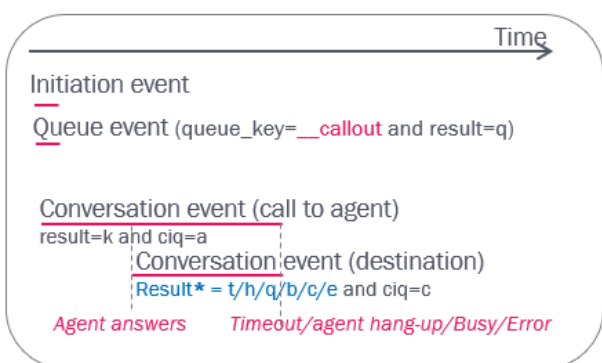 Time
Initiation event
Queue event (queue_key=__callout and result=q)
Conversation event (call to agent)
result=k and ciq=a
Conversation event (destination)
Result* = t/h/q/b/c/e and ciq=c
Agent answers
Timeout/agent hang-up/Busy/Error